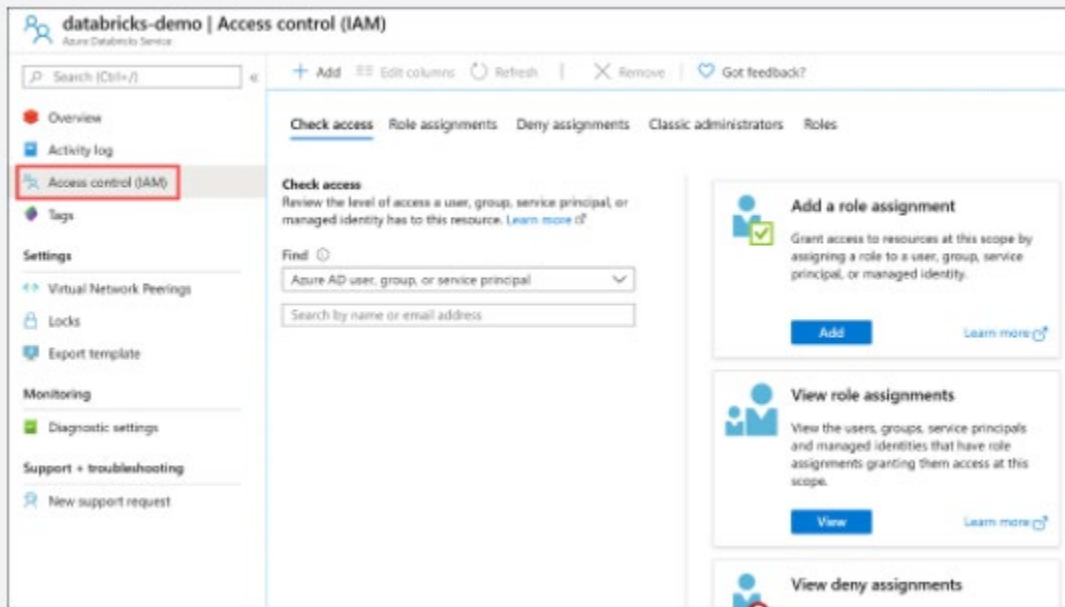 databricks-demo | Access control (IAM)
Azure Databricks Service
Search (Ctrl+/)
«
Overview
Activity log
Access control (IAM)
Tags
Settings
Virtual Network Peerings
Locks
Export template
Monitoring
Diagnostic settings
Support + troubleshooting
New support request
+ Add Edit columns Refresh | Remove | Got feedback?
Check access Role assignments Deny assignments Classic administrators Roles
Check access
Review the level of access a user, group, service principal, or
managed identity has to this resource. Learn more
Find
Azure AD user, group, or service principal
Search by name or email address
Add a role assignment
Grant access to resources at this scope by
assigning a role to a user, group, service
principal, or managed identity.
Add Learn more
View role assignments
View the users, groups, service principals
and managed identities that have role
assignments granting them access at this
scope.
View Learn more
View deny assignments